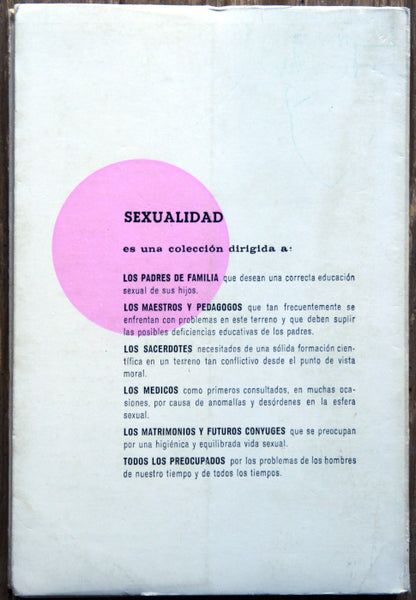 SEXUALIDAD
es una colección dirigida a:
LOS PADRES DE FAMILIA que desean una correcta educación
sexual de sus hijos.
LOS MAESTROS Y PEDAGOGOS que tan frecuentemente se
enfrentan con problemas en este terreno y que deben suplir
las posibles deficiencias educativas de los padres.
LOS SACERDOTES necesitados de una sólida formación cien-
tífica en un terreno tan conflictivo desde el punto de vista
moral.
LOS MEDICOS como primeros consultados, en muchas oca-
siones, por causa de anomalías y desórdenes en la esfera
sexual.
LOS MATRIMONIOS Y FUTUROS CONYUGES que se preocupan
por una higiénica y equilibrada vida sexual.
TODOS LOS PREOCUPADOS por los problemas de los hombres
de nuestro tiempo y de todos los tiempos.